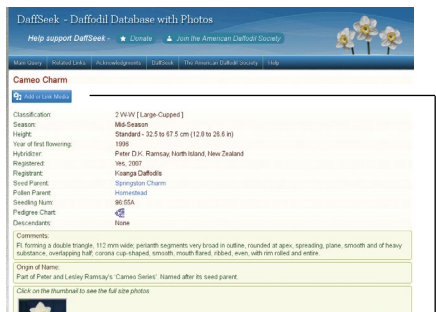 DaffSeek - Daffodil Database with Photos
Help support DaffSeek - Donate Join the American Daffodil Society
Main Query Related Links Acknowledgments DaffSeek The American Daffodil Society Help
Cameo Charm
Add or Link Media
Classification: 2 W-W [ Large-Cupped ]
Season: Mid-Season
Height: Standard - 32.5 to 67.5 cm (12.8 to 26.6 in)
Year of first flowering: 1996
Hybridizer: Peter D.K. Ramsay, North Island, New Zealand
Registered: Yes, 2007
Registrant: Koanga Daffodils
Seed Parent: Springston Charm
Pollen Parent: Homestead
Seedling Num: 96:55A
Pedigree Chart:
Descendants: None
Comments:
Fl. forming a double triangle, 112 mm wide; perianth segments very broad in outline, rounded at apex, spreading, plane, smooth and of heavy
substance, overlapping half; corona cup-shaped, smooth, mouth flared, ribbed, even, with rim rolled and entire.
Origin of Name:
Part of Peter and Lesley Ramsay's 'Cameo Series'. Named after its seed parent.
Click on the thumbnail to see the full size photos